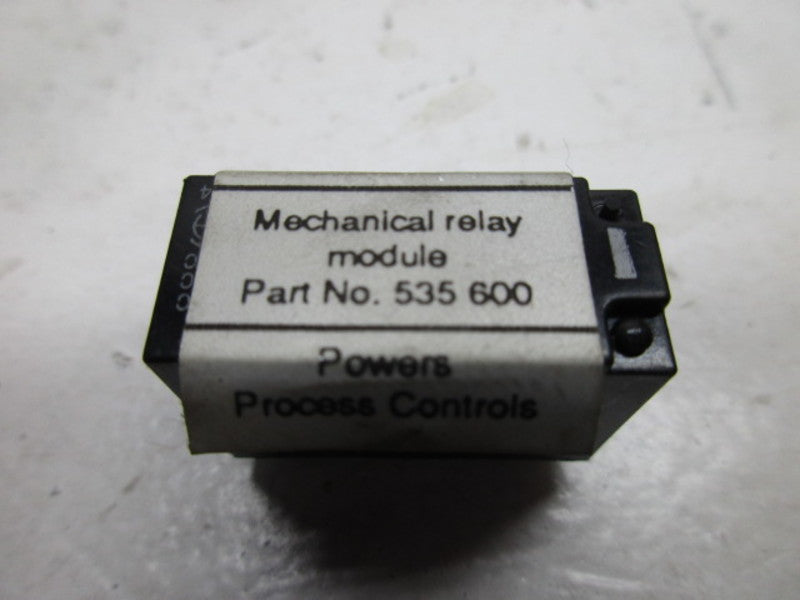 Mechanical relay
module
Part No. 535 600
Powers
Process Controls